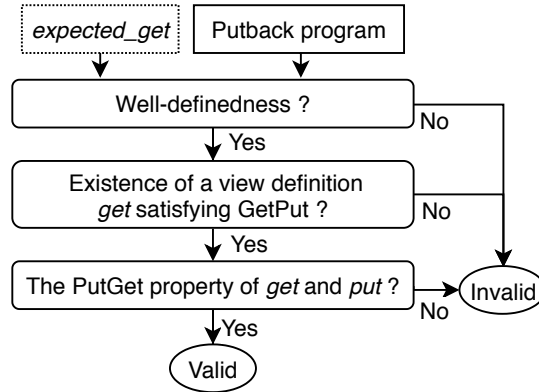 expected_get
Putback program
Well-definedness ?
No
Yes
Existence of a view definition
get satisfying GetPut ?
No
Yes
The PutGet property of get and put ?
No
Invalid
Yes
Valid